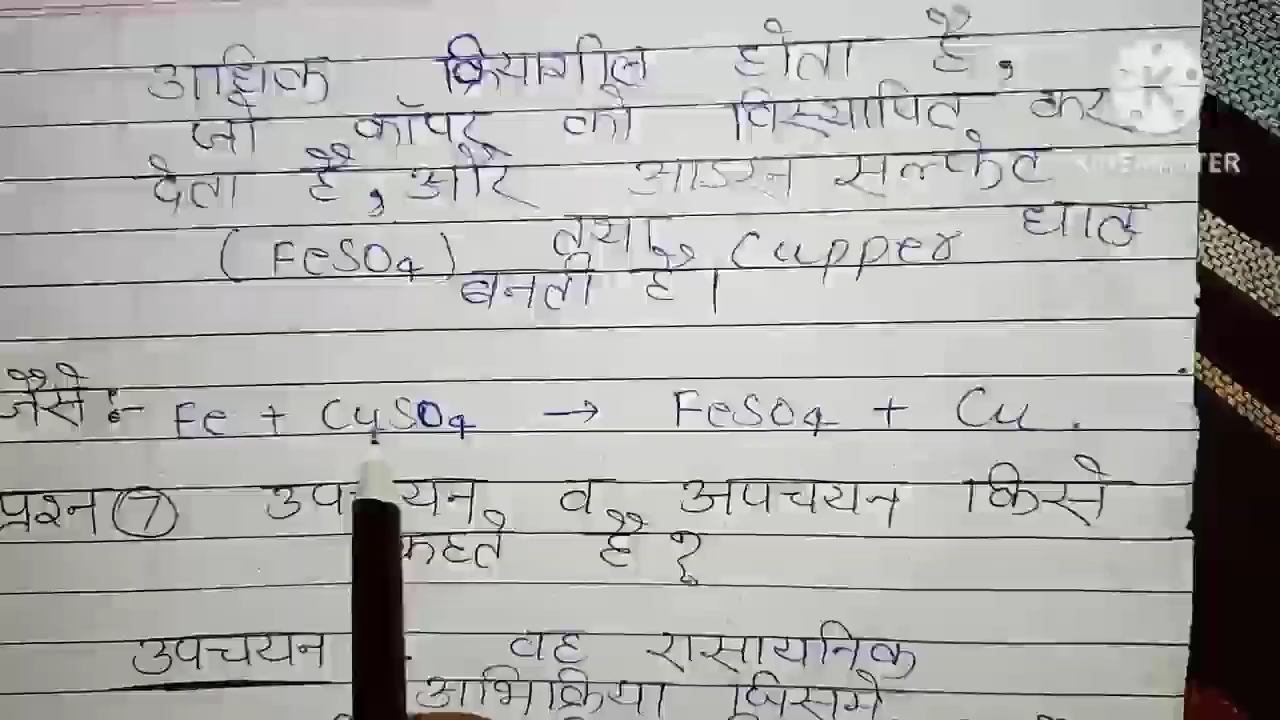 अधिक क्रियाशील होता है,
जो कॉपर को विस्थापित कर
देता है, और आइरन सल्फेट
(FeSO4) तथा Cupper धातु
बनती है।
जैसे:- Fe + CuSO4 → FeSO4 + Cu.
प्रश्न 7 उपचयन व अपचयन किसे
कहते हैं?
उपचयन वह रासायनिक
अभिक्रिया जिसमें